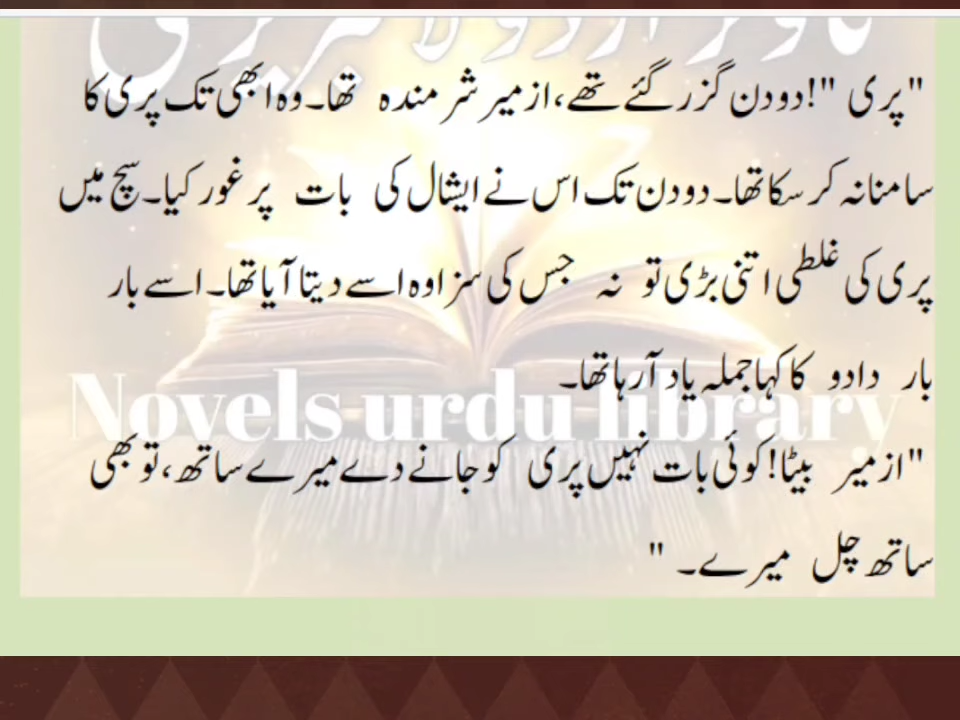 "پری "!دو دن گزر گئے تھے،ازمیر شرمندہ تھا۔وہ ابھی تک پری کا
سامنا نہ کر سکا تھا۔دو دن تک اس نے ایشال کی بات پر غور کیا۔سچ میں
پری کی غلطی اتنی بڑی تو نہ جس کی سزا وہ اسے دیتا آیا تھا۔اسے بار
بار دادو کا کہا جملہ یاد آرہا تھا۔
Novels urdu library
"ازمیر بیٹا!کوئی بات نہیں پری کو جانے دے میرے ساتھ،تو بھی
ساتھ چل میرے۔ "